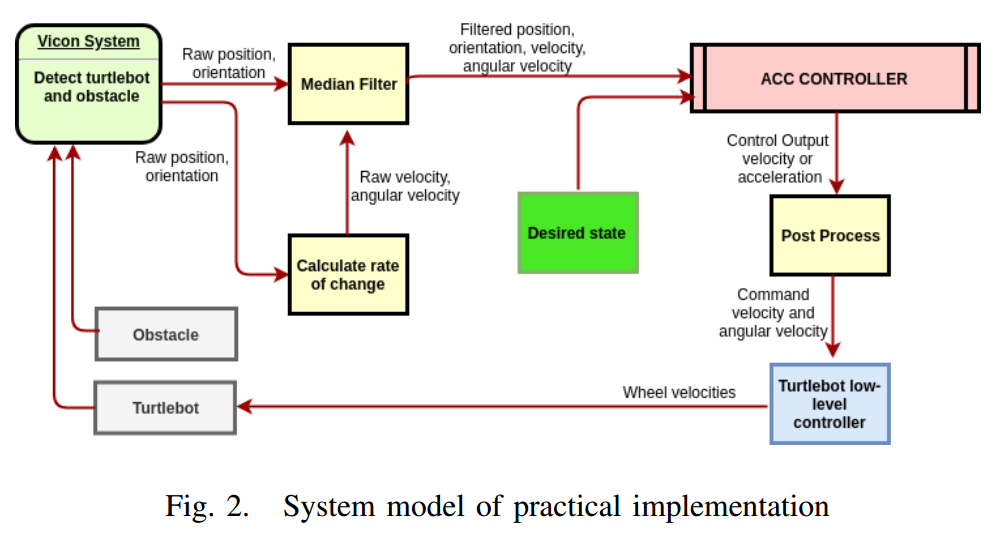 Vicon System
Detect turtlebot
and obstacle
Raw position,
orientation
Median Filter
Filtered position,
orientation, velocity,
angular velocity
ACC CONTROLLER
Raw position,
orientation
Raw velocity,
angular velocity
Control Output
velocity or
acceleration
Desired state
Post Process
Calculate rate
of change
Command
velocity and
angular velocity
Obstacle
Turtlebot
Wheel velocities
Turtlebot low-
level
controller
Fig. 2. System model of practical implementation